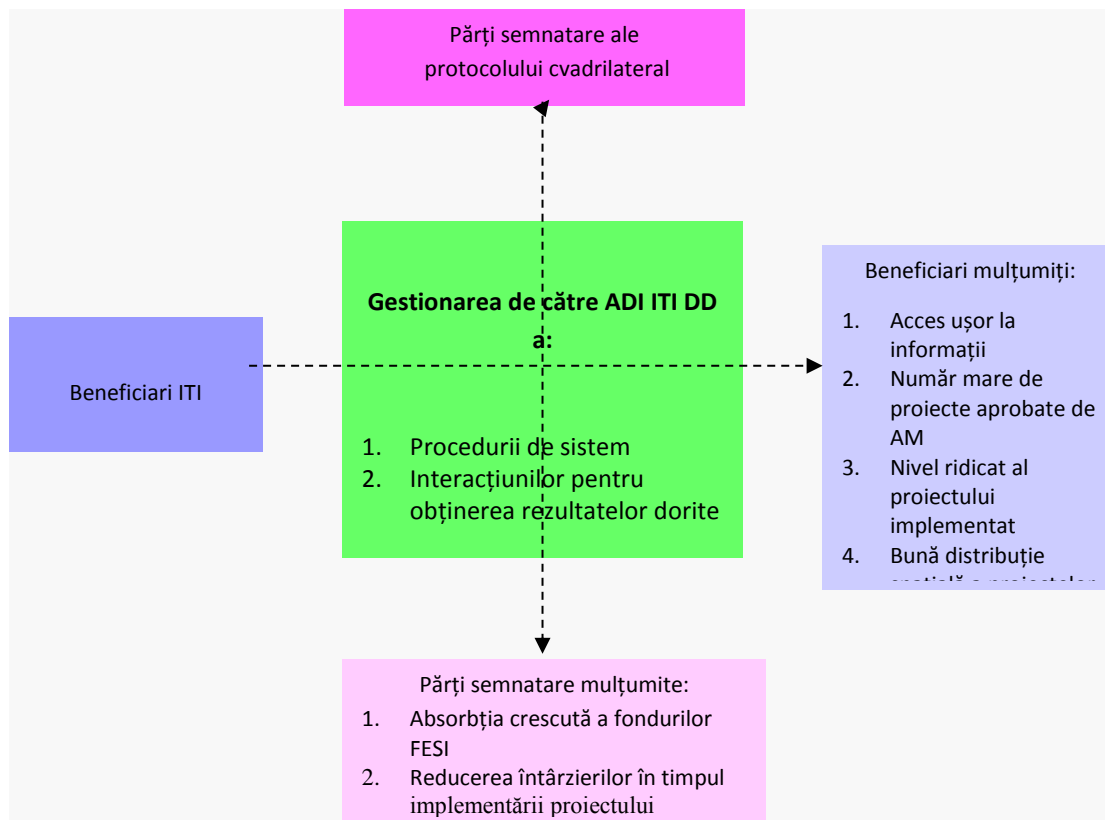 Părți semnatare ale
protocolului cvadrilateral
Gestionarea de către ADI ITI DD
a:
1. Procedurii de sistem
2. Interacțiunilor pentru
obținerea rezultatelor dorite
Beneficiari ITI
Beneficiari mulțumiți:
1. Acces ușor la
informații
2. Număr mare de
proiecte aprobate de
AM
3. Nivel ridicat al
proiectului
implementat
4. Bună distribuție
spațială a proiectelor
Părți semnatare mulțumite:
1. Absorbția crescută a fondurilor
FESI
2. Reducerea întârzierilor în timpul
implementării proiectului